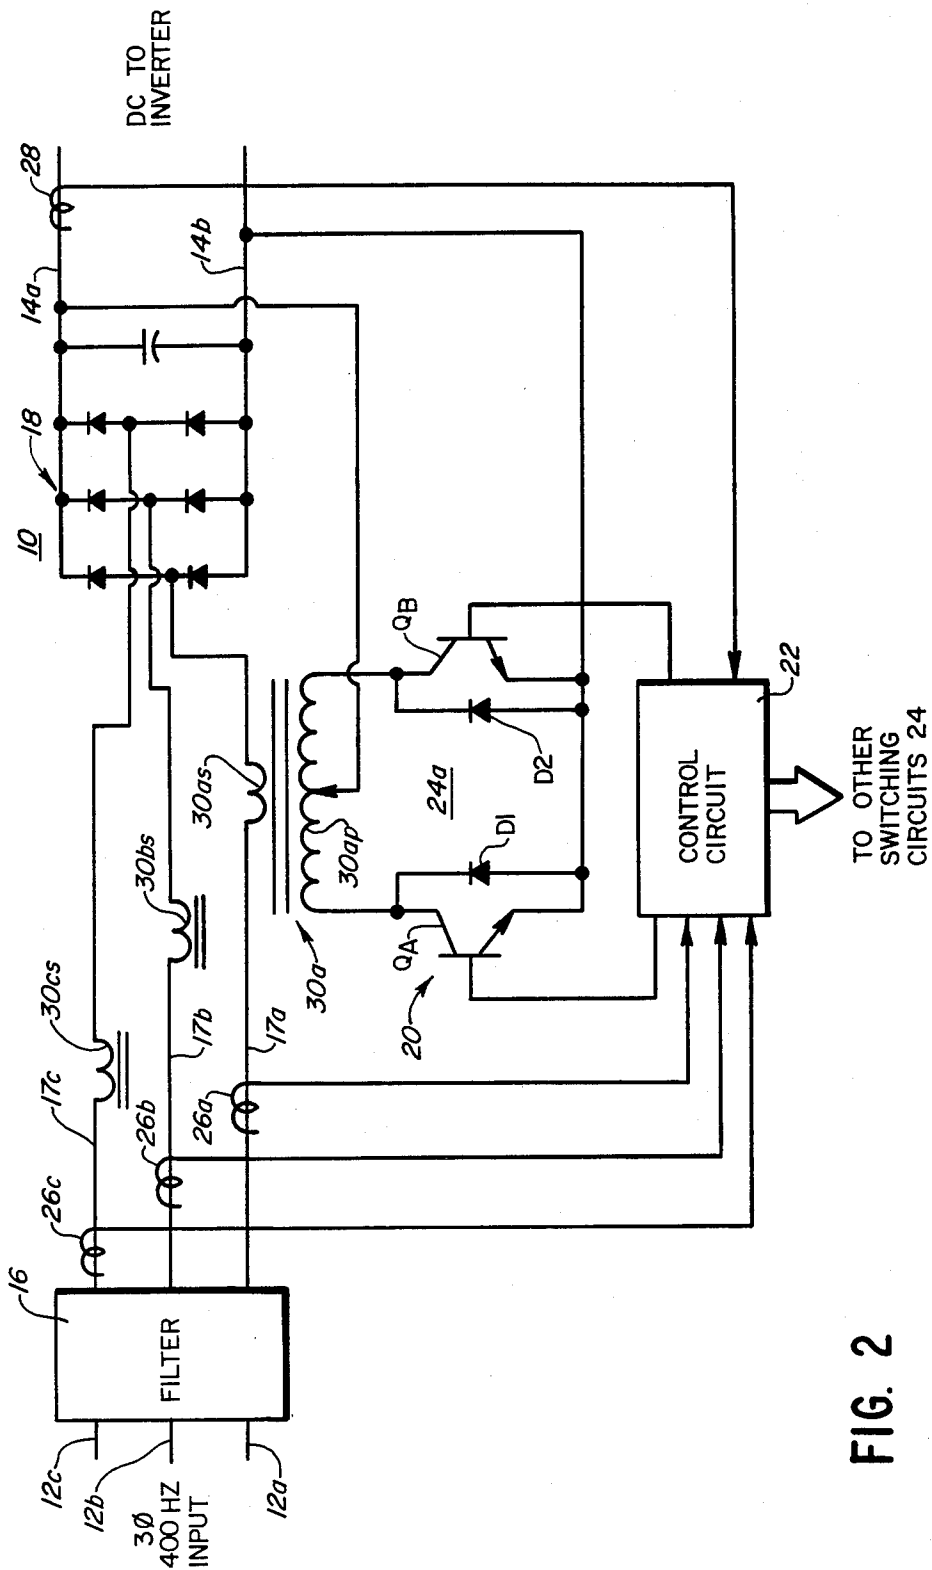 DC TO
INVERTER
28
14a
14b
18
10
30as
30bs
30cs
30ap
30a
24a
QB
QA
D2
D1
20
22
CONTROL
CIRCUIT
TO OTHER
SWITCHING
CIRCUITS 24
17c
17b
17a
26c
26b
26a
16
FILTER
12c
12b
12a
3Ø
400 HZ
INPUT
FIG. 2